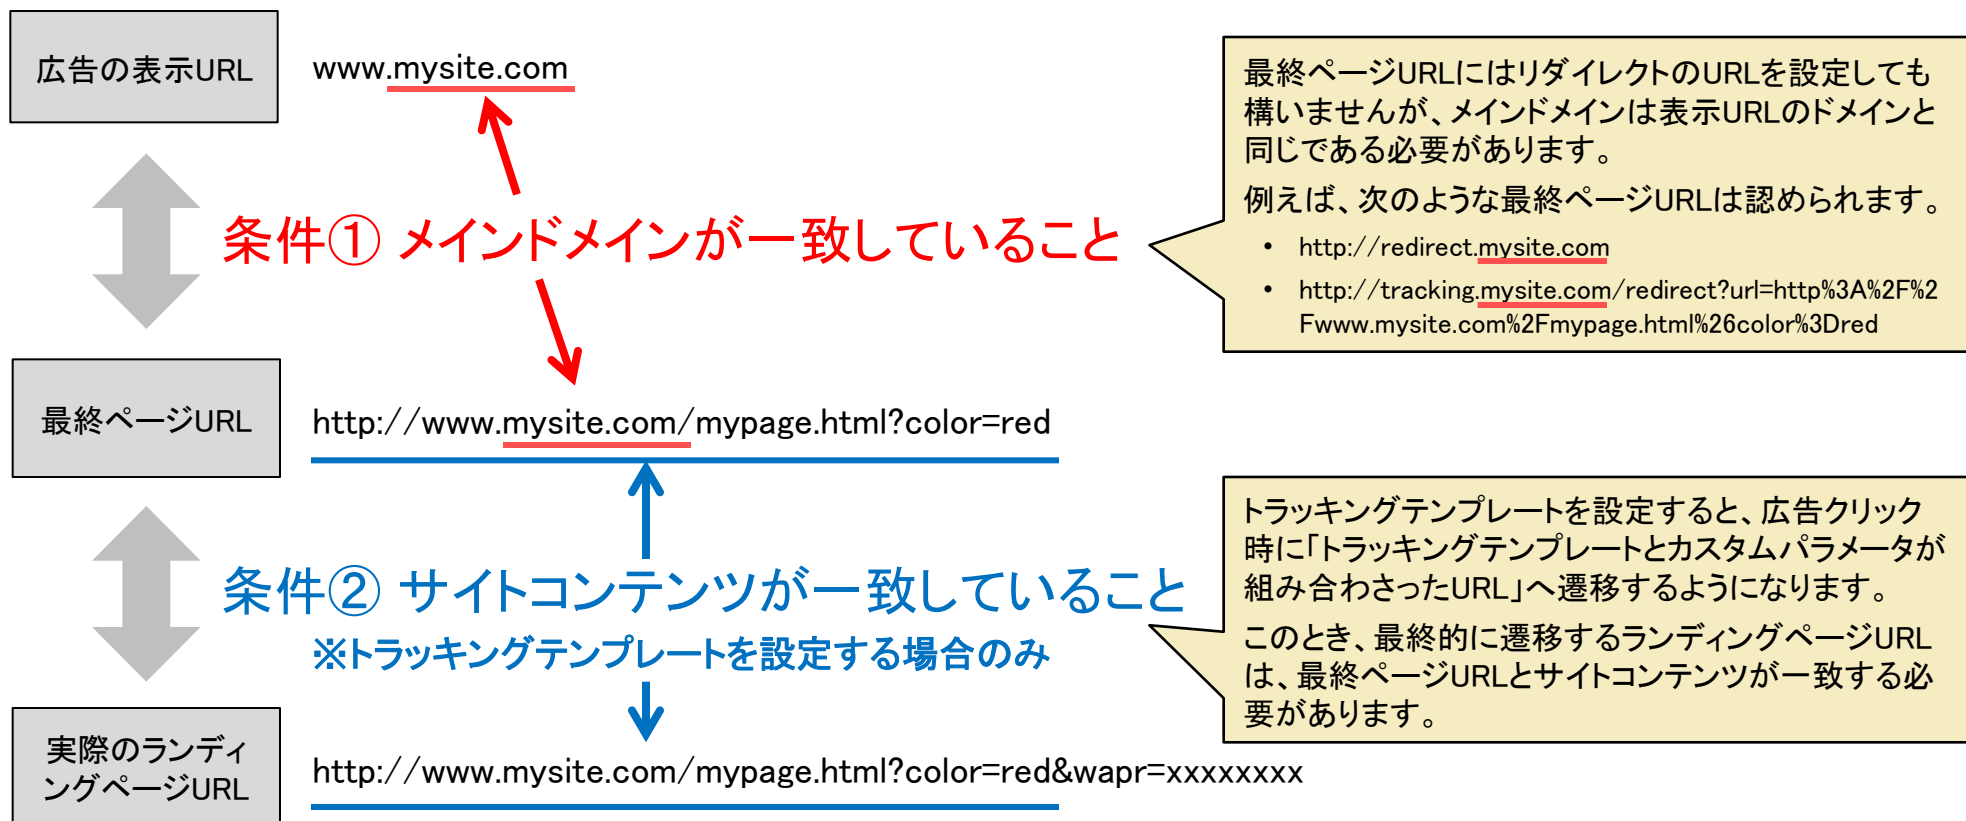 広告の表示URL
www.mysite.com
最終ページURLにはリダイレクトのURLを設定しても
構いませんが、メインドメインは表示URLのドメインと
同じである必要があります。
例えば、次のような最終ページURLは認められます。
• http://redirect.mysite.com
• http://tracking.mysite.com/redirect?url=http%3A%2F%2
Fwww.mysite.com%2Fmypage.html%26color%3Dred
条件① メインドメインが一致していること
最終ページURL
http://www.mysite.com/mypage.html?color=red
条件② サイトコンテンツが一致していること
※トラッキングテンプレートを設定する場合のみ
トラッキングテンプレートを設定すると、広告クリック
時に「トラッキングテンプレートとカスタムパラメータが
組み合わさったURL」へ遷移するようになります。
このとき、最終的に遷移するランディングページURL
は、最終ページURLとサイトコンテンツが一致する必
要があります。
実際のランディ
ングページURL
http://www.mysite.com/mypage.html?color=red&wapr=xxxxxxxx